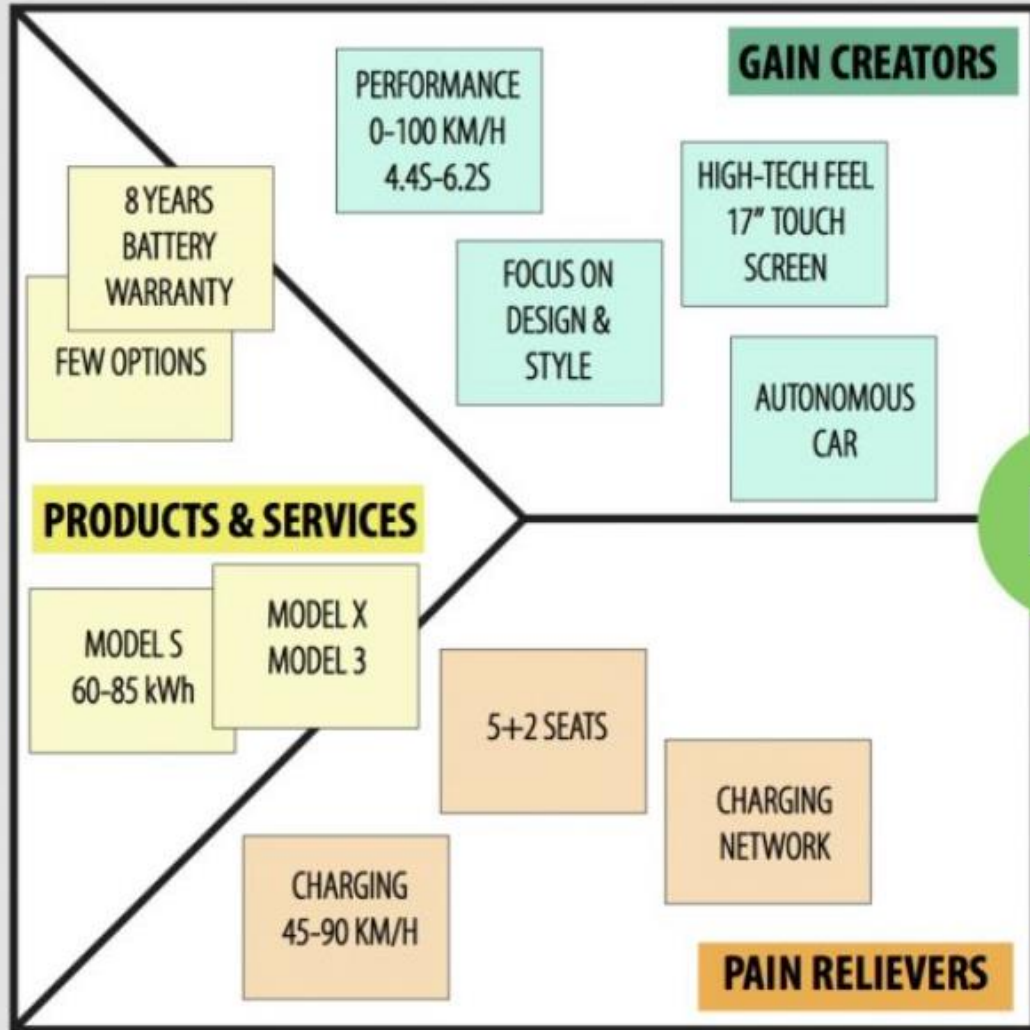 GAIN CREATORS
PERFORMANCE
0-100 KM/H
4.4S-6.2S
HIGH-TECH FEEL
17" TOUCH
SCREEN
FOCUS ON
DESIGN &
STYLE
AUTONOMOUS
CAR
8 YEARS
BATTERY
WARRANTY
FEW OPTIONS
PRODUCTS & SERVICES
MODEL S
60-85 kWh
MODEL X
MODEL 3
5+2 SEATS
CHARGING
NETWORK
CHARGING
45-90 KM/H
PAIN RELIEVERS